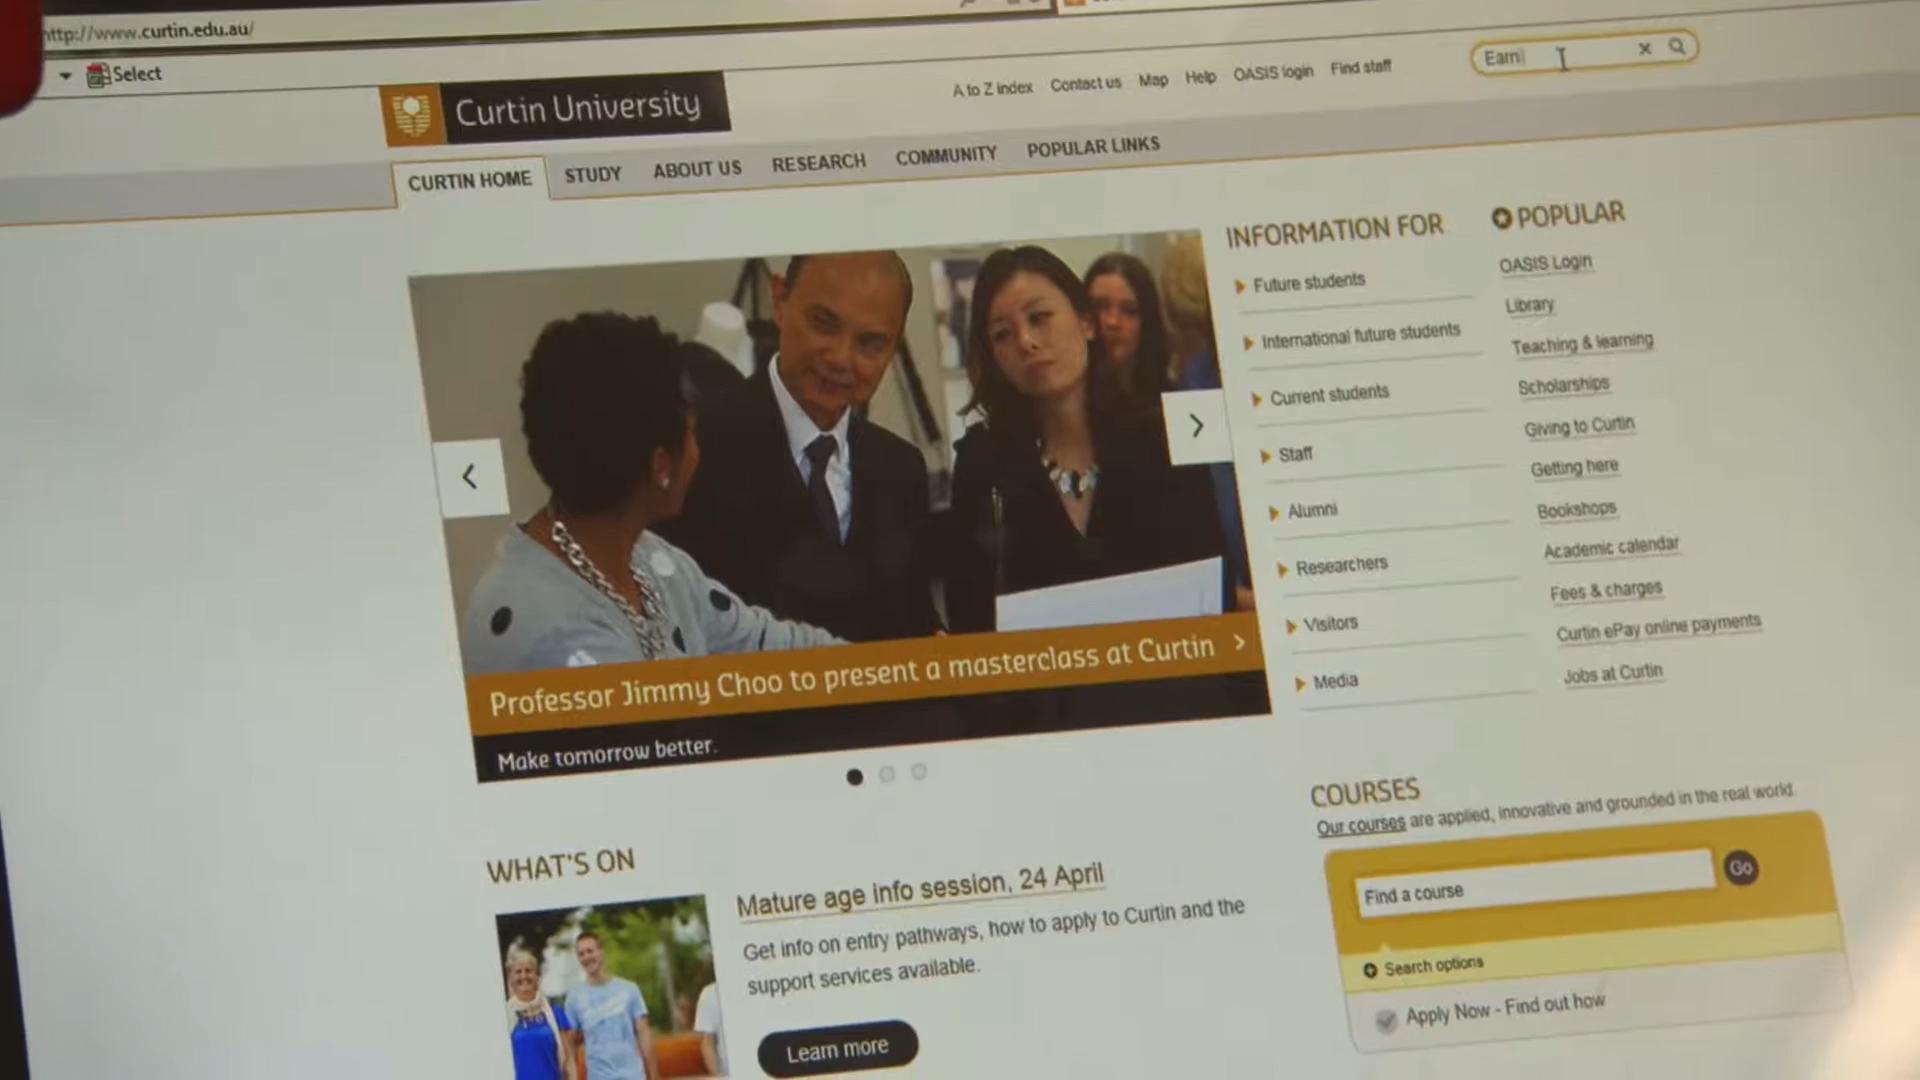 http://www.curtin.edu.au/
Select
Curtin University
A to Z index Contact us Map Help OASIS login Find staff
Earn
CURTIN HOME STUDY ABOUT US RESEARCH COMMUNITY POPULAR LINKS
INFORMATION FOR
Future students
International future students
Current students
Staff
Alumni
Researchers
Visitors
Media
POPULAR
OASIS Login
Library
Teaching & learning
Scholarships
Giving to Curtin
Getting here
Bookshops
Academic calendar
Fees & charges
Curtin ePay online payments
Jobs at Curtin
Professor Jimmy Choo to present a masterclass at Curtin
Make tomorrow better.
WHAT'S ON
Mature age info session, 24 April
Get info on entry pathways, how to apply to Curtin and the
support services available.
Learn more
COURSES
Our courses are applied, innovative and grounded in the real world.
Find a course
Go
Search options
Apply Now - Find out how